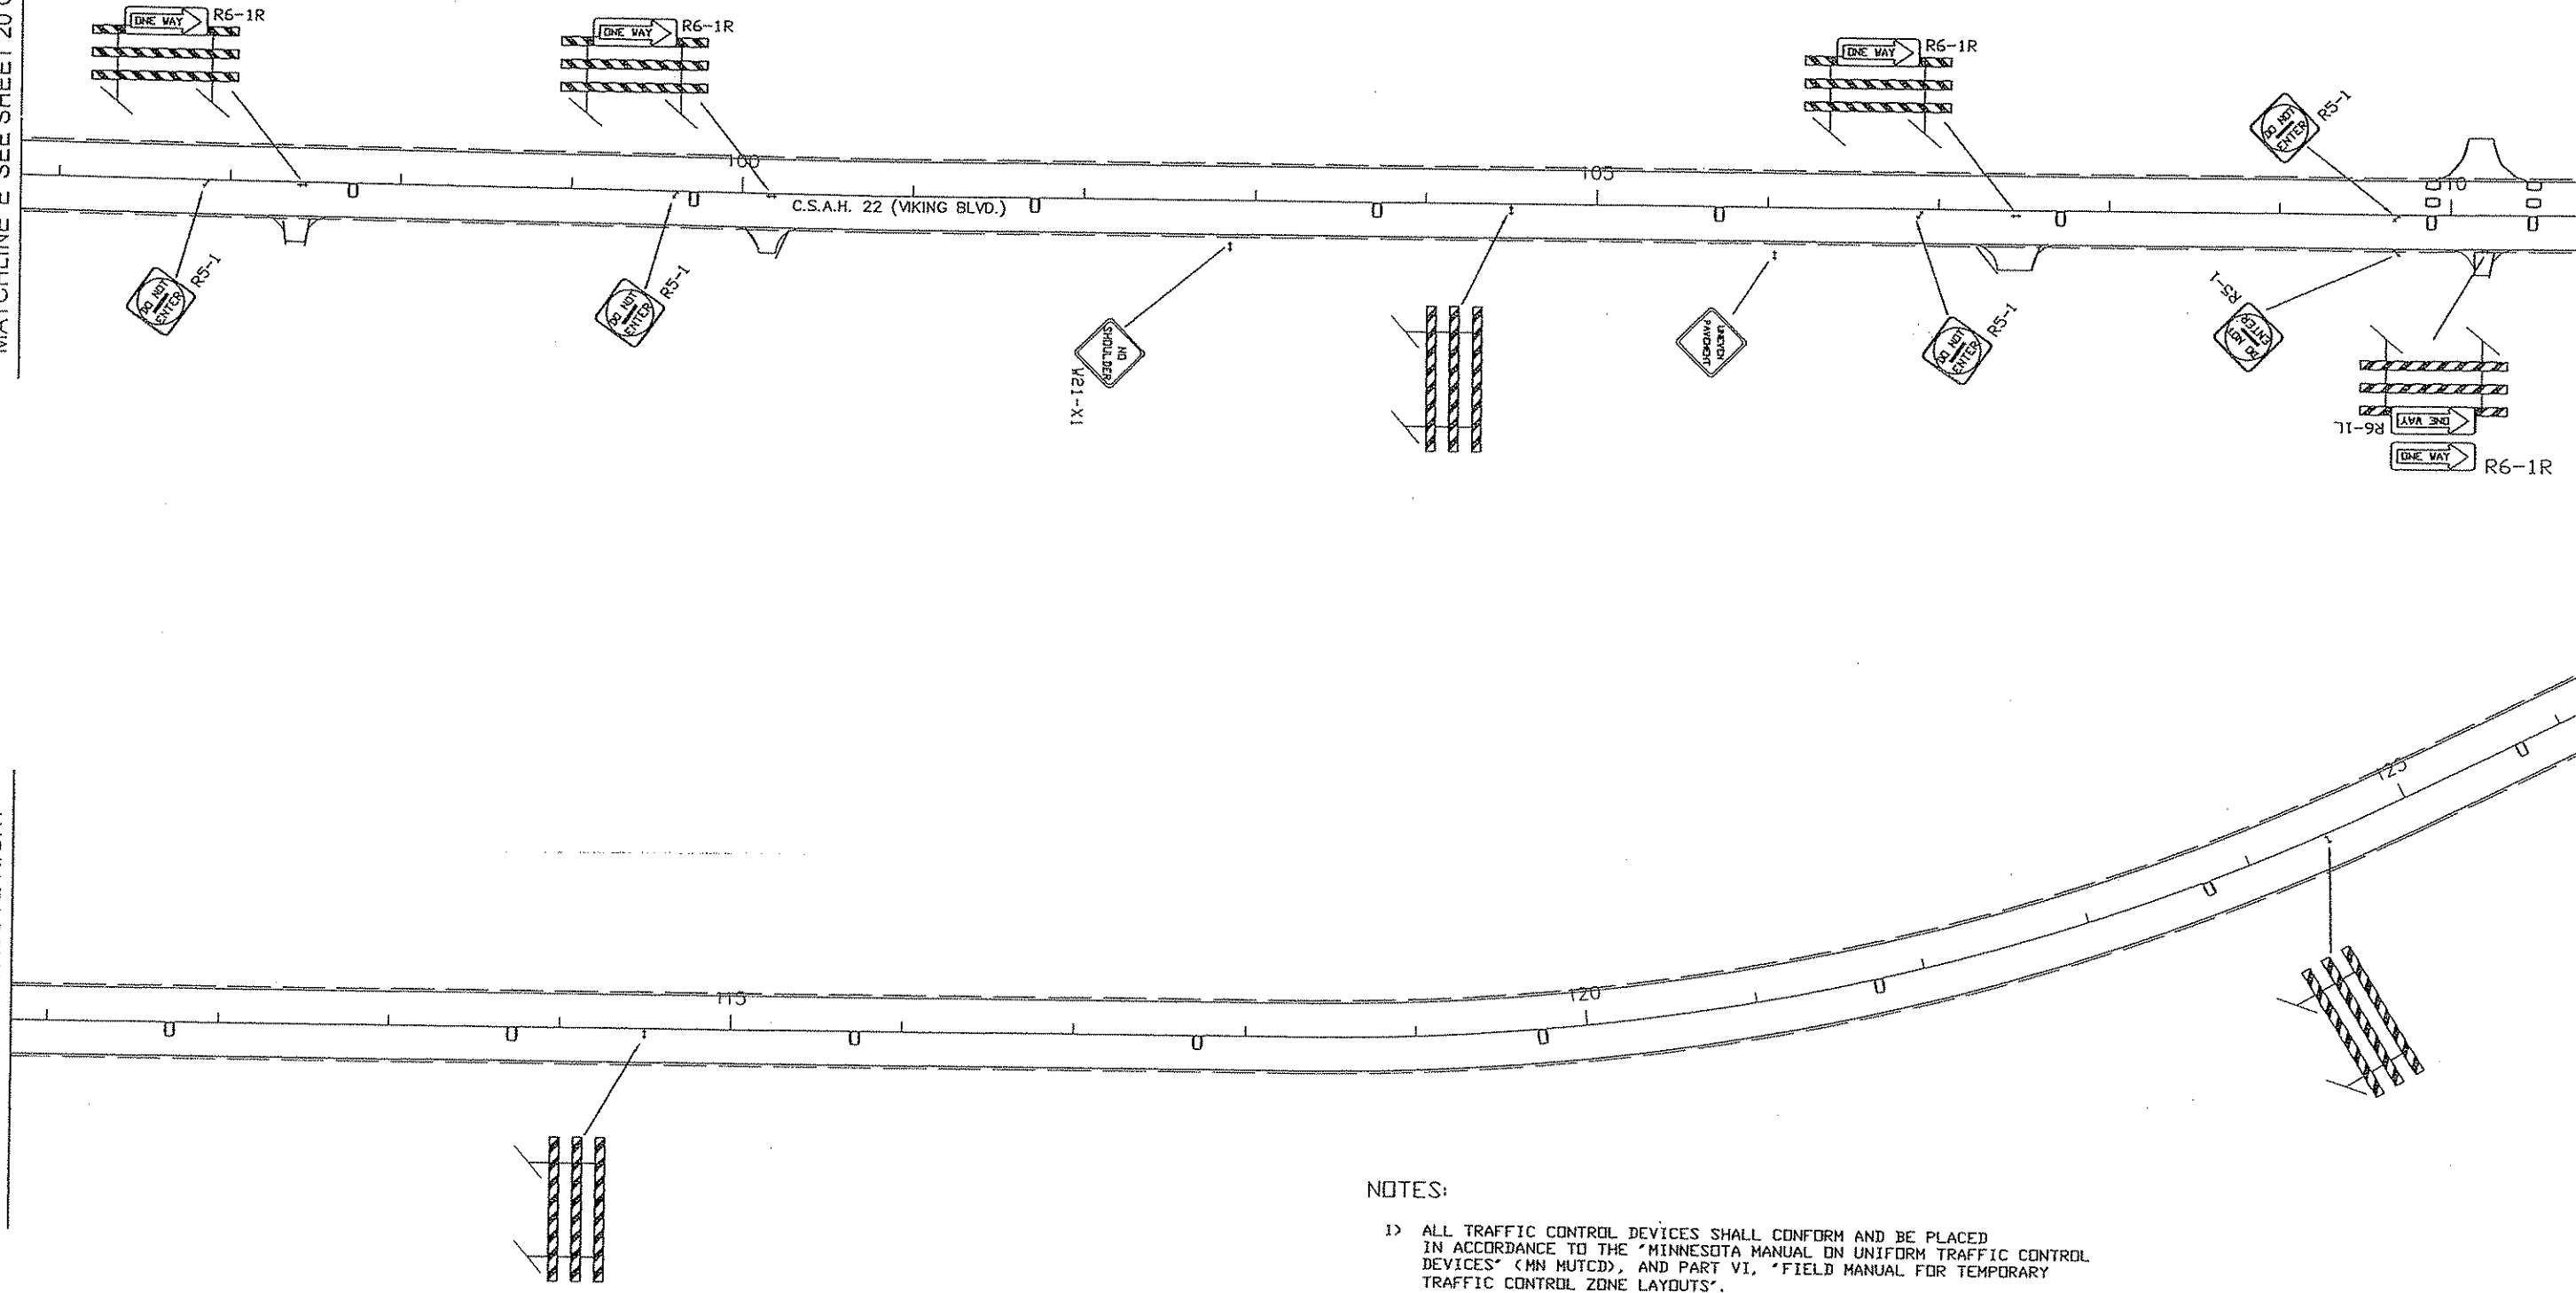 MATCHLINE E SEE SHEET 20
ONE WAY R6-1R
ONE WAY R6-1R
ONE WAY R6-1R
DO NOT
ENTER
R5-1
100
105
110
C.S.A.H. 22 (VIKING BLVD.)
DO NOT
ENTER
R5-1
DO NOT
ENTER
R5-1
NO
SHOULDER
W21-X1
UNEVEN
PAVEMENT
DO NOT
ENTER
R5-1
DO NOT
ENTER
R5-1
ONE WAY R6-1L
ONE WAY R6-1R
125
115
120
NOTES:
1) ALL TRAFFIC CONTROL DEVICES SHALL CONFORM AND BE PLACED
IN ACCORDANCE TO THE "MINNESOTA MANUAL ON UNIFORM TRAFFIC CONTROL
DEVICES" (MN MUTCD), AND PART VI, "FIELD MANUAL FOR TEMPORARY
TRAFFIC CONTROL ZONE LAYOUTS".